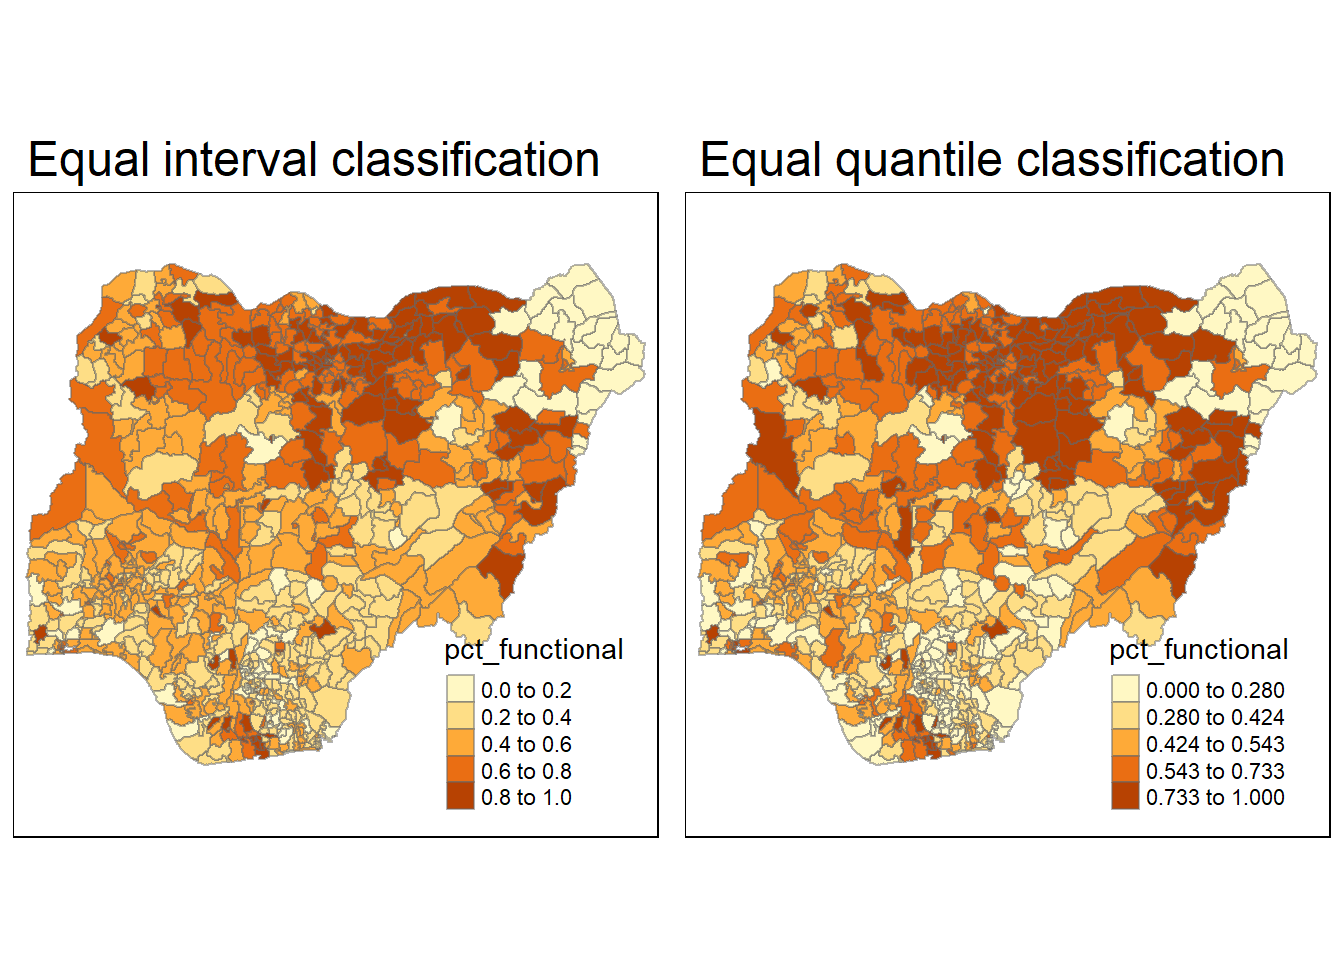 Equal interval classification
pct_functional
0.0 to 0.2
0.2 to 0.4
0.4 to 0.6
0.6 to 0.8
0.8 to 1.0
Equal quantile classification
pct_functional
0.000 to 0.280
0.280 to 0.424
0.424 to 0.543
0.543 to 0.733
0.733 to 1.000